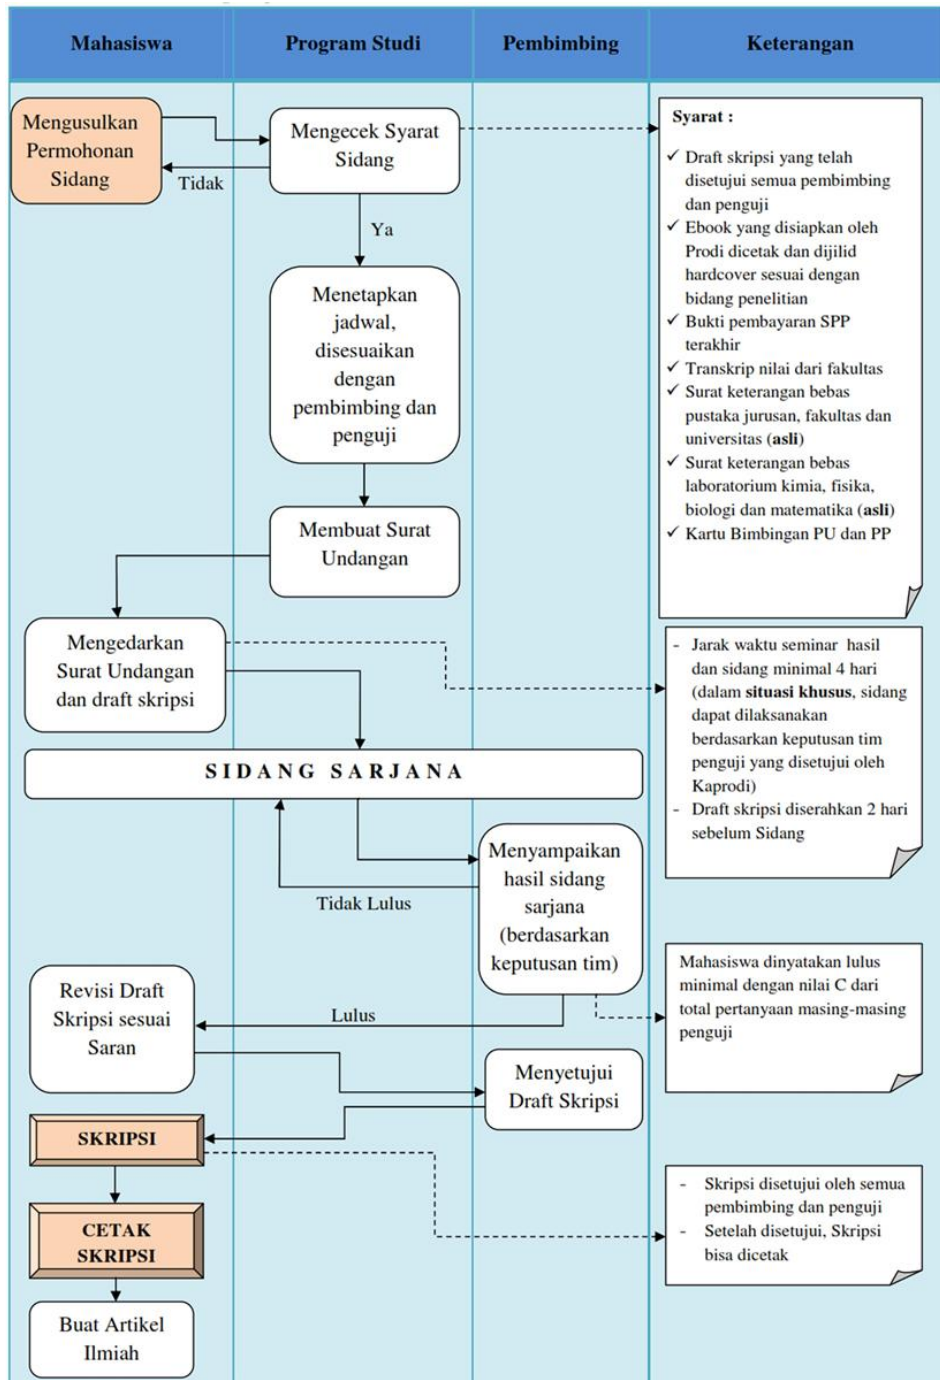 Mahasiswa
Program Studi
Pembimbing
Keterangan
Mengusulkan
Permohonan
Sidang
Mengecek Syarat
Sidang
Tidak
Ya
Syarat :
✓ Draft skripsi yang telah
disetujui semua pembimbing
dan penguji
✓ Ebook yang disiapkan oleh
Prodi dicetak dan dijilid
hardcover sesuai dengan
bidang penelitian
✓ Bukti pembayaran SPP
terakhir
✓ Transkrip nilai dari fakultas
✓ Surat keterangan bebas
pustaka jurusan, fakultas dan
universitas (asli)
✓ Surat keterangan bebas
laboratorium kimia, fisika,
biologi dan matematika (asli)
✓ Kartu Bimbingan PU dan PP
Menetapkan
jadwal,
disesuaikan
dengan
pembimbing dan
penguji
Membuat Surat
Undangan
Mengedarkan
Surat Undangan
dan draft skripsi
- Jarak waktu seminar hasil
dan sidang minimal 4 hari
(dalam situasi khusus, sidang
dapat dilaksanakan
berdasarkan keputusan tim
penguji yang disetujui oleh
Kaprodi)
- Draft skripsi diserahkan 2 hari
sebelum Sidang
SIDANG SARJANA
Menyampaikan
hasil sidang
sarjana
(berdasarkan
keputusan tim)
Tidak Lulus
Lulus
Mahasiswa dinyatakan lulus
minimal dengan nilai C dari
total pertanyaan masing-masing
penguji
Revisi Draft
Skripsi sesuai
Saran
Menyetujui
Draft Skripsi
SKRIPSI
- Skripsi disetujui oleh semua
pembimbing dan penguji
- Setelah disetujui, Skripsi
bisa dicetak
CETAK
SKRIPSI
Buat Artikel
Ilmiah